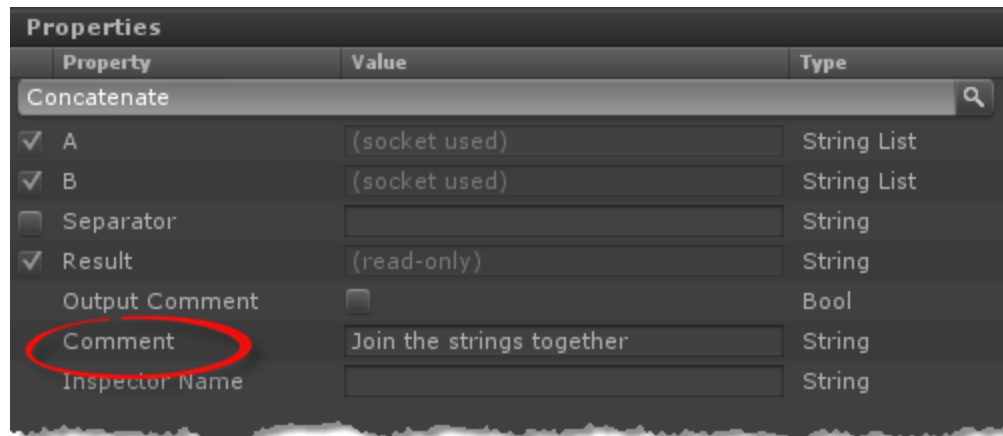 Properties
Property Value Type
Concatenate
A (socket used) String List
B (socket used) String List
Separator String
Result (read-only) String
Output Comment Bool
Comment Join the strings together String
Inspector Name String